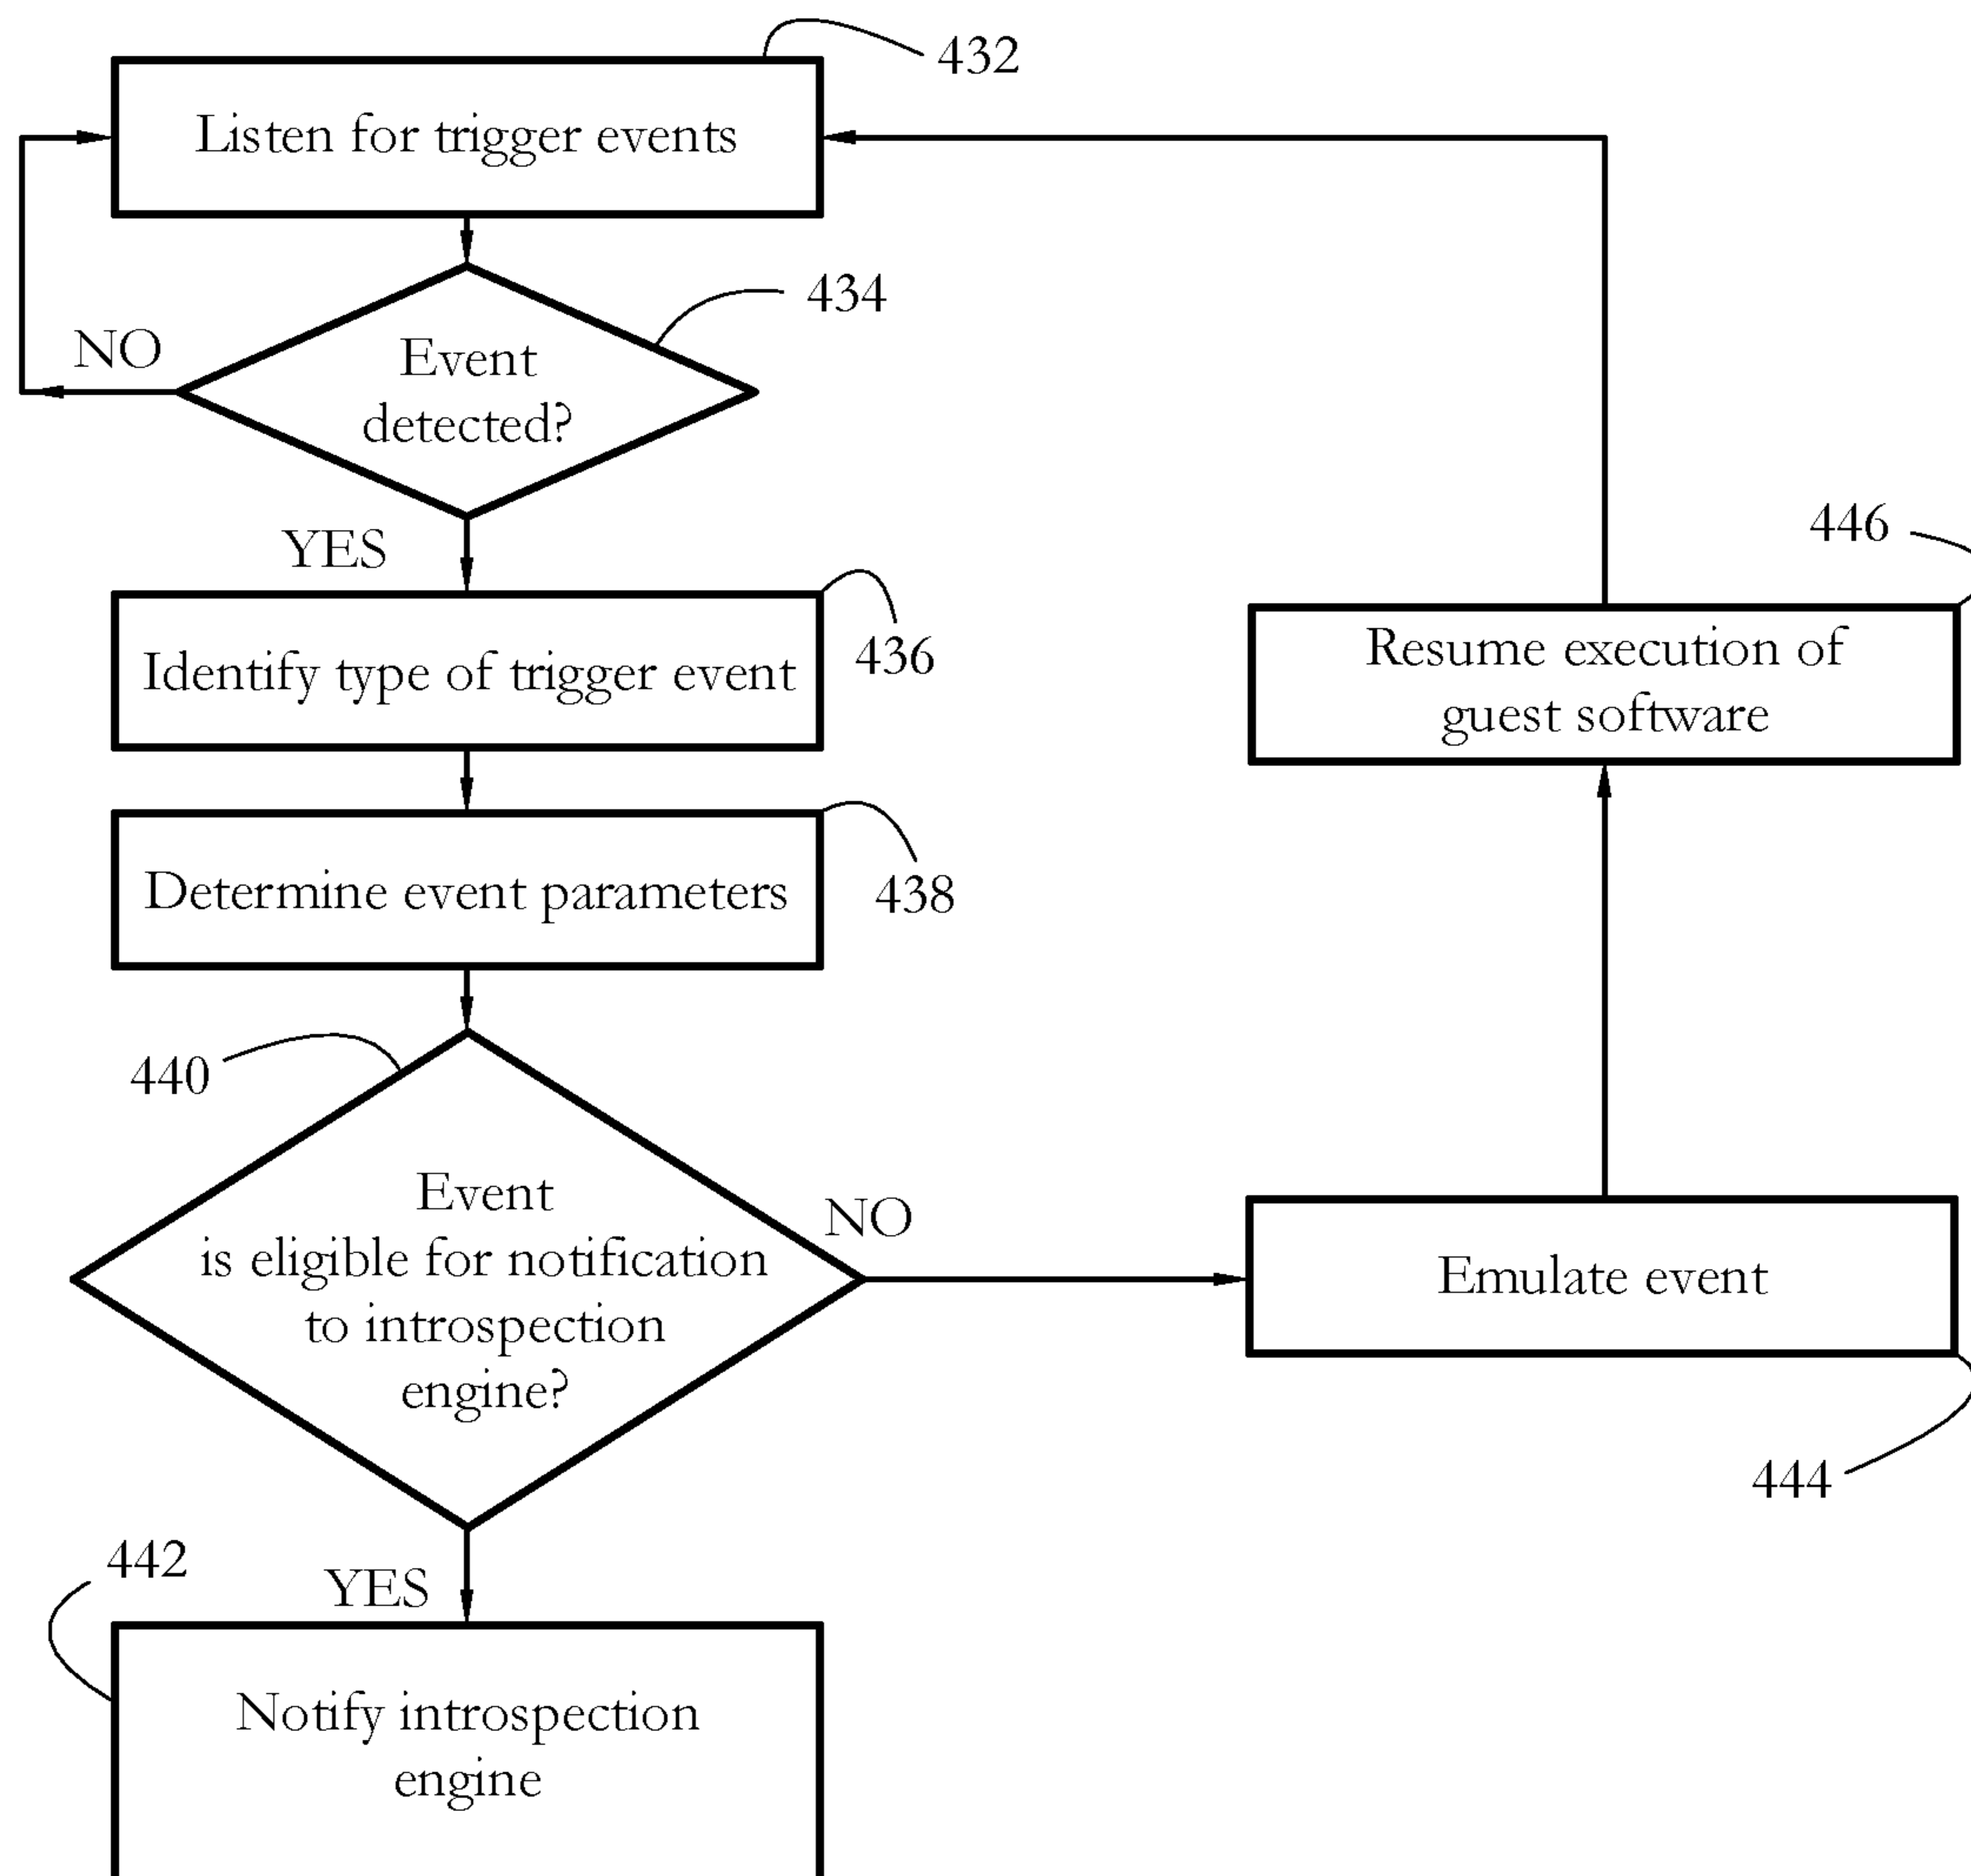 432
Listen for trigger events
434
NO
Event
detected?
YES
436
Identify type of trigger event
446
Resume execution of
guest software
438
Determine event parameters
440
Event
is eligible for notification
to introspection
engine?
NO
Emulate event
444
442
YES
Notify introspection
engine